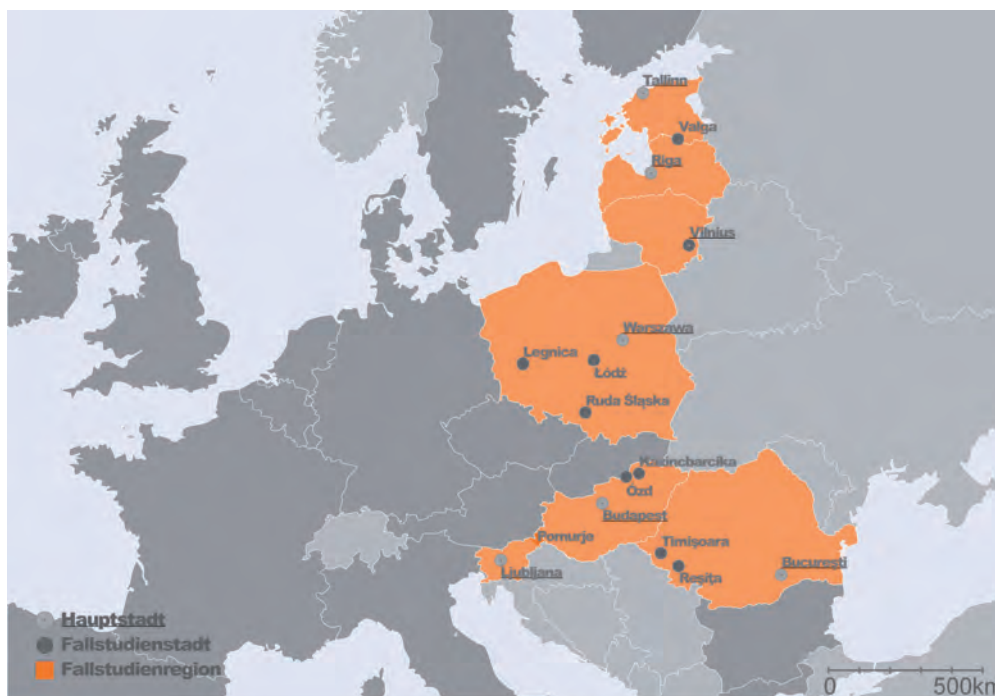 Tallinn
Valga
Riga
Vilnius
Warszawa
Legnica
Łódź
Ruda Śląska
Kazincbarcika
Ózd
Budapest
Pomurje
Timișoara
Ljubljana
Reșița
București
Hauptstadt
Fallstudienstadt
Fallstudienregion
0 500km